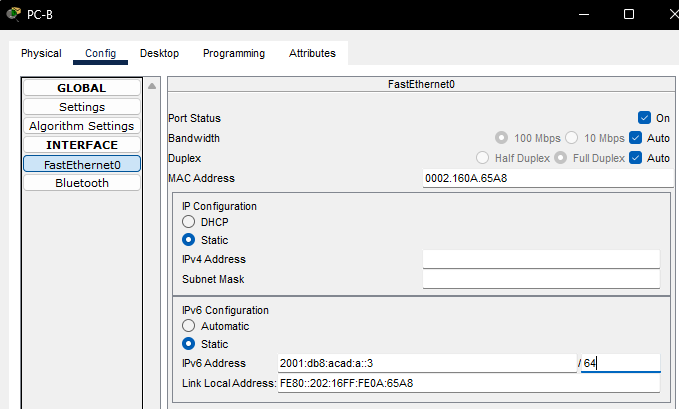 PC-B
Physical Config Desktop Programming Attributes
GLOBAL
Settings
Algorithm Settings
INTERFACE
FastEthernet0
Bluetooth
FastEthernet0
Port Status On
Bandwidth 100 Mbps 10 Mbps Auto
Duplex Half Duplex Full Duplex Auto
MAC Address 0002.160A.65A8
IP Configuration
DHCP
Static
IPv4 Address
Subnet Mask
IPv6 Configuration
Automatic
Static
IPv6 Address 2001:db8:acad:a::3 / 64
Link Local Address: FE80::202:16FF:FE0A:65A8